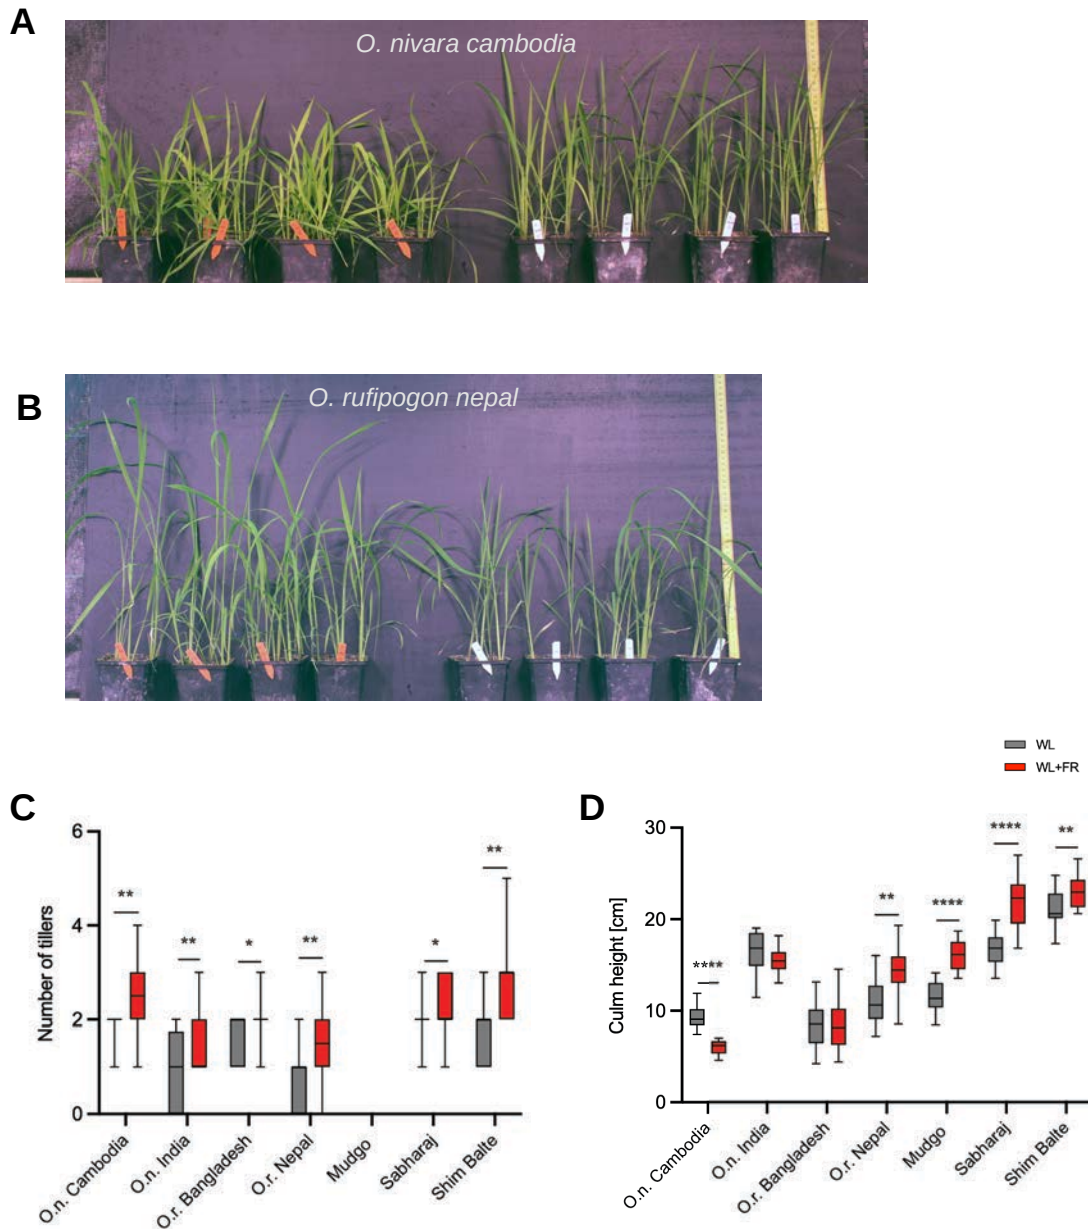 A
O. nivara cambodia
B
O. rufipogon nepal
WL
WL+FR
C
Number of tillers
6
4
2
0
**
**
*
**
*
**
O.n. Cambodia
O.n. India
O.r. Bangladesh
O.r. Nepal
Mudgo
Sabharaj
Shim Balte
D
Culm height [cm]
30
20
10
0
****
**
****
****
**
O.n. Cambodia
O.n. India
O.r. Bangladesh
O.r. Nepal
Mudgo
Sabharaj
Shim Balte